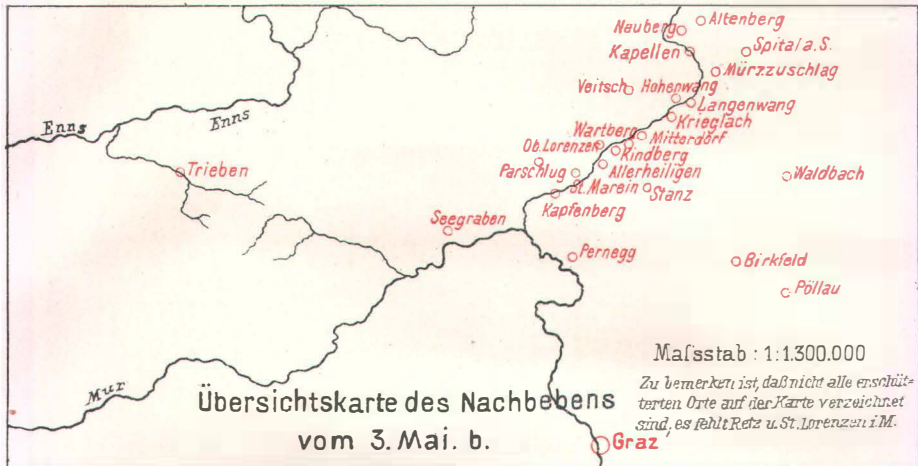 Altenberg
Nauberg
Kapellen
Spital a. S.
Mürzzuschlag
Veitsch
Hohenwang
Langenwang
Krieglach
Wartberg
Mitterdorf
Ob. Lorenzen
Kindberg
Parschlug
Allerheiligen
St. Marein
Stanz
Kapfenberg
Waldbach
Enns
Enns
Trieben
Seegraben
Pernegg
Birkfeld
Pöllau
Mur
Graz
Übersichtskarte des Nachbebens
vom 3. Mai. b.
Maſsstab : 1:1.300.000
Zu bemerken ist, daß nicht alle erschüt=
terten Orte auf der Karte verzeichnet
sind, es fehlt Retz u. St. Lorenzen i. M.